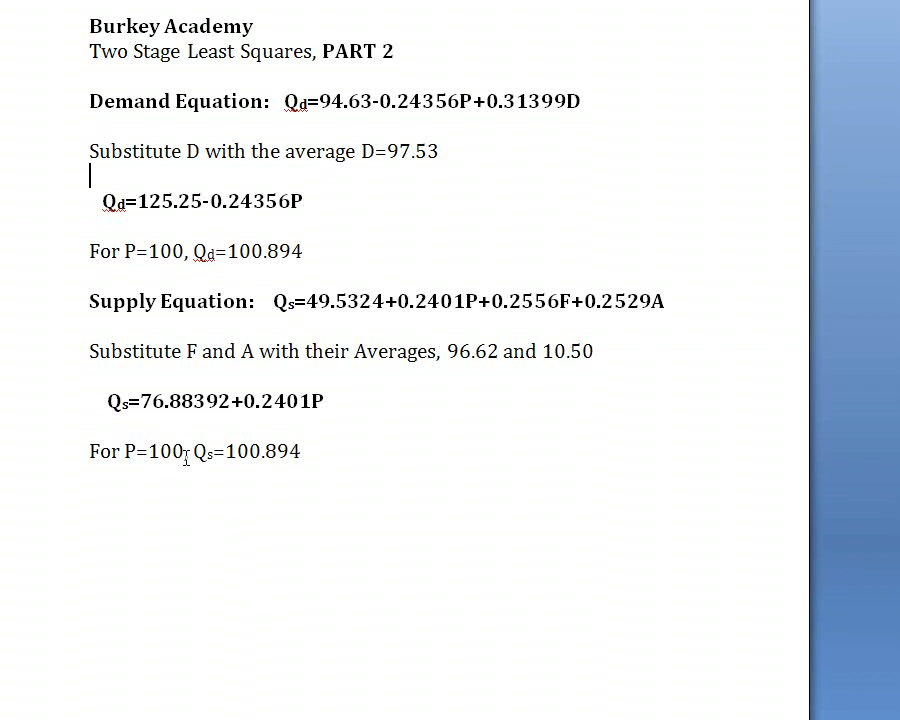 Burkey Academy
Two Stage Least Squares, PART 2
Demand Equation: Qd=94.63-0.24356P+0.31399D
Substitute D with the average D=97.53
Qd=125.25-0.24356P
For P=100, Qd=100.894
Supply Equation: Qs=49.5324+0.2401P+0.2556F+0.2529A
Substitute F and A with their Averages, 96.62 and 10.50
Qs=76.88392+0.2401P
For P=100, Qs=100.894